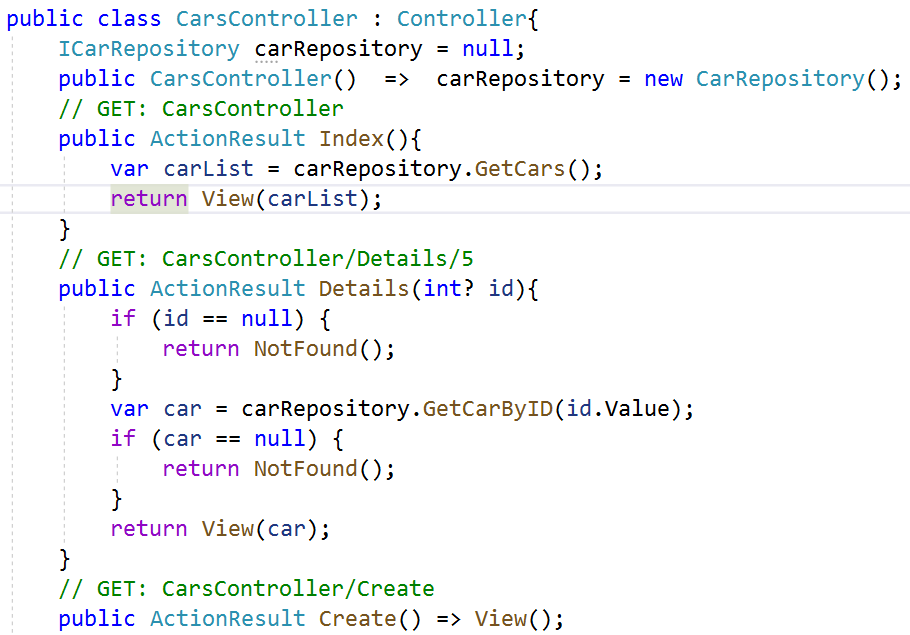 public class CarsController : Controller{
    ICarRepository carRepository = null;
    public CarsController()  =>  carRepository = new CarRepository();
    // GET: CarsController
    public ActionResult Index(){
        var carList = carRepository.GetCars();
        return View(carList);
    }
    // GET: CarsController/Details/5
    public ActionResult Details(int? id){
        if (id == null) {
            return NotFound();
        }
        var car = carRepository.GetCarByID(id.Value);
        if (car == null) {
            return NotFound();
        }
        return View(car);
    }
    // GET: CarsController/Create
    public ActionResult Create() => View();